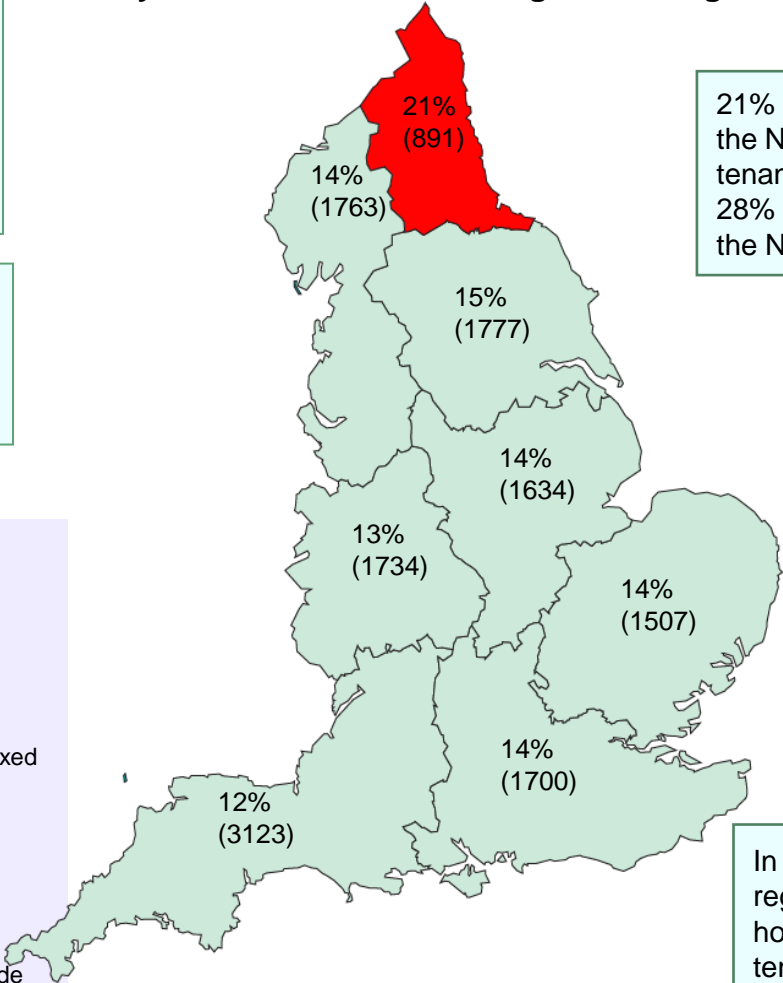 21%
(891)
21%
the N
tenar
28%
the N
14%
(1763)
15%
(1777)
14%
(1634)
13%
(1734)
14%
(1507)
xed
14%
(1700)
12%
(3123)
In
reg
ho
ter
de